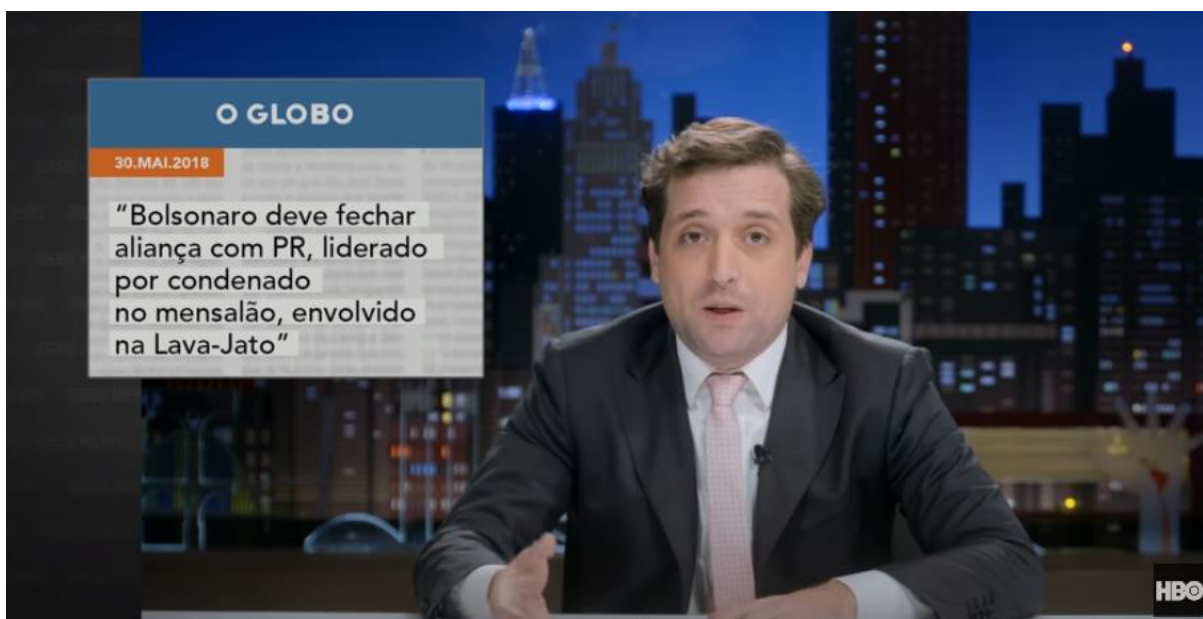 O GLOBO
30.MAI.2018
“Bolsonaro deve fechar
aliança com PR, liderado
por condenado
no mensalão, envolvido
na Lava-Jato”
HBO